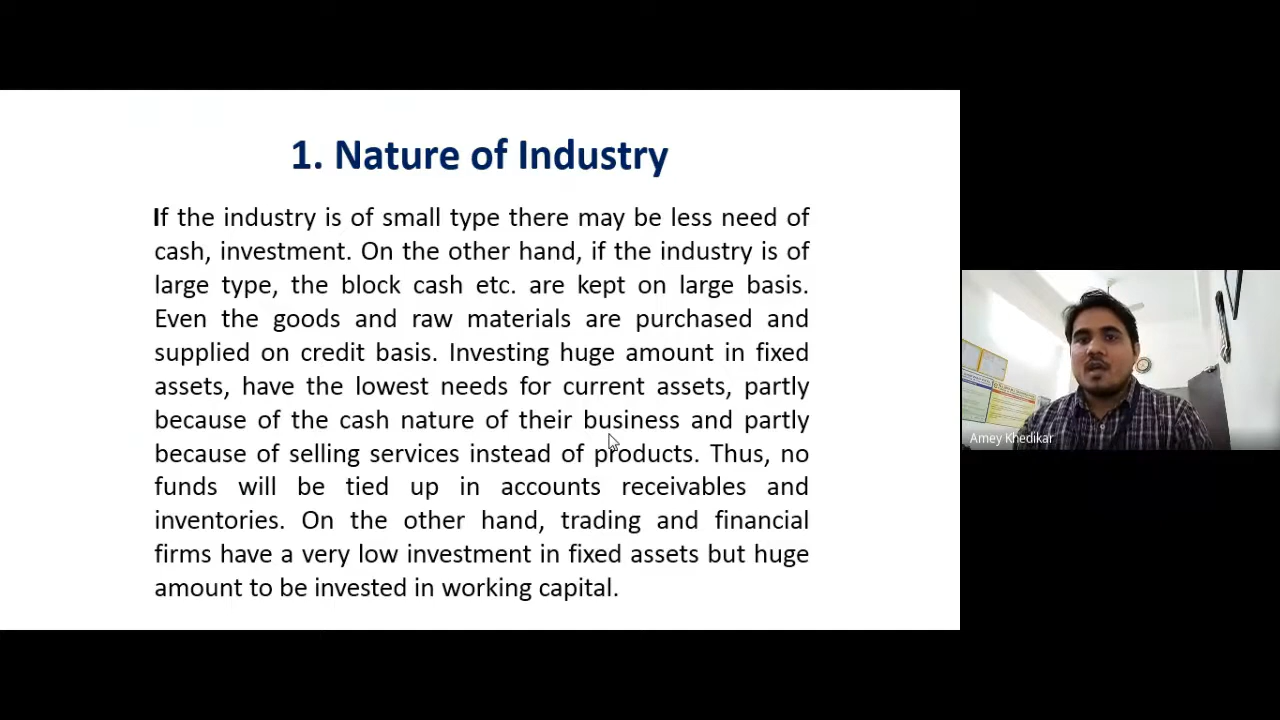 1. Nature of Industry
If the industry is of small type there may be less need of
cash, investment. On the other hand, if the industry is of
large type, the block cash etc. are kept on large basis.
Even the goods and raw materials are purchased and
supplied on credit basis. Investing huge amount in fixed
assets, have the lowest needs for current assets, partly
because of the cash nature of their business and partly
because of selling services instead of products. Thus, no
funds will be tied up in accounts receivables and
inventories. On the other hand, trading and financial
firms have a very low investment in fixed assets but huge
amount to be invested in working capital.
Amey Khedikar